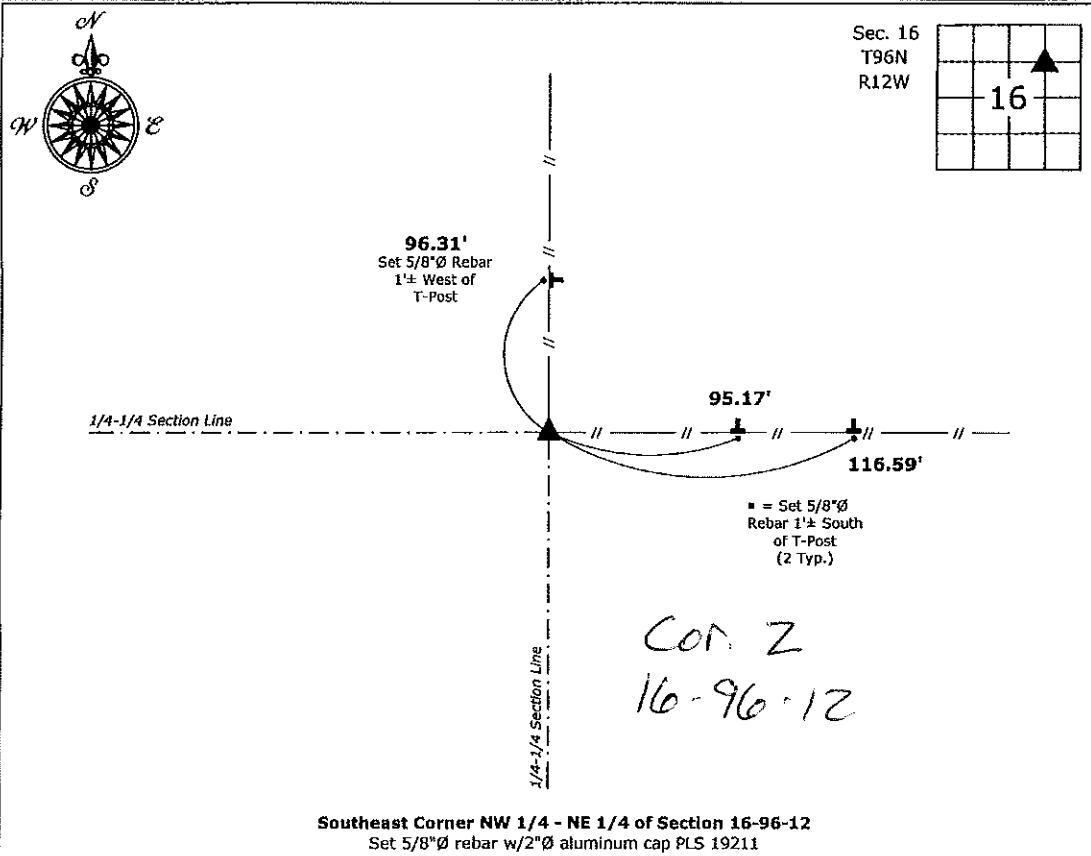 N
W
E
S
Sec. 16
T96N
R12W
16
96.31'
Set 5/8"Ø Rebar
1'± West of
T-Post
1/4-1/4 Section Line
95.17'
116.59'
▪ = Set 5/8"Ø
Rebar 1'± South
of T-Post
(2 Typ.)
1/4-1/4 Section Line
Cor. Z
16-96-12
Southeast Corner NW 1/4 - NE 1/4 of Section 16-96-12
Set 5/8"Ø rebar w/2"Ø aluminum cap PLS 19211